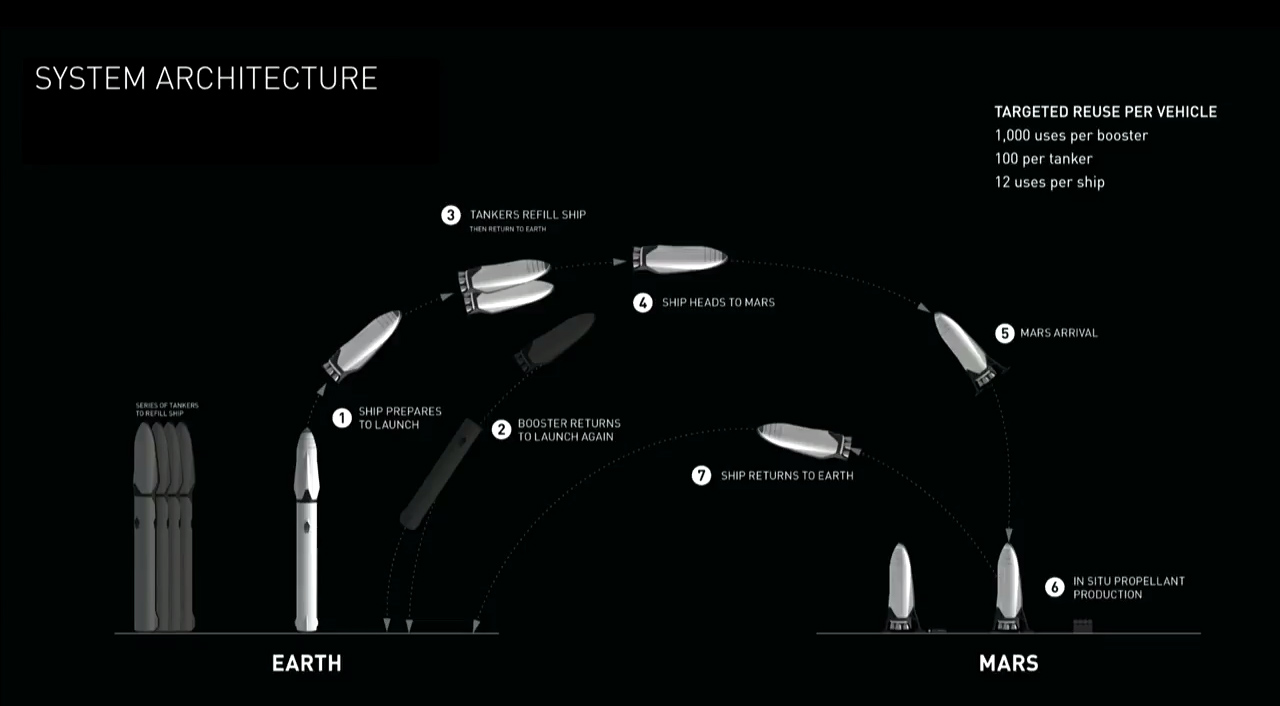 SYSTEM ARCHITECTURE
TARGETED REUSE PER VEHICLE
1,000 uses per booster
100 per tanker
12 uses per ship
3 TANKERS REFILL SHIP
THEN RETURN TO EARTH
4 SHIP HEADS TO MARS
5 MARS ARRIVAL
SERIES OF TANKERS
TO REFILL SHIP
1 SHIP PREPARES
TO LAUNCH
2 BOOSTER RETURNS
TO LAUNCH AGAIN
7 SHIP RETURNS TO EARTH
6 IN SITU PROPELLANT
PRODUCTION
EARTH
MARS